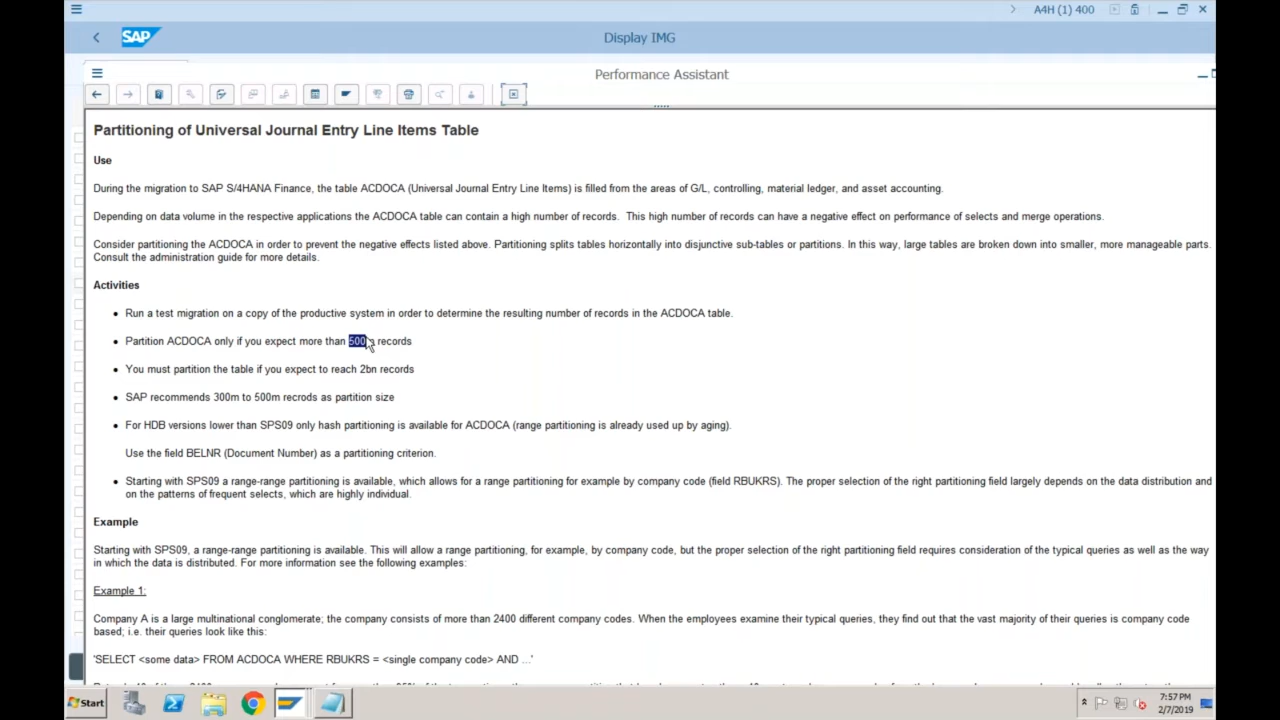 A4H (1) 400
SAP
Display IMG
Performance Assistant
Partitioning of Universal Journal Entry Line Items Table
Use
During the migration to SAP S/4HANA Finance, the table ACDOCA (Universal Journal Entry Line Items) is filled from the areas of G/L, controlling, material ledger, and asset accounting.
Depending on data volume in the respective applications the ACDOCA table can contain a high number of records. This high number of records can have a negative effect on performance of selects and merge operations.
Consider partitioning the ACDOCA in order to prevent the negative effects listed above. Partitioning splits tables horizontally into disjunctive sub-tables or partitions. In this way, large tables are broken down into smaller, more manageable parts.
Consult the administration guide for more details.
Activities
• Run a test migration on a copy of the productive system in order to determine the resulting number of records in the ACDOCA table.
• Partition ACDOCA only if you expect more than 500 records
• You must partition the table if you expect to reach 2bn records
• SAP recommends 300m to 500m recrods as partition size
• For HDB versions lower than SPS09 only hash partitioning is available for ACDOCA (range partitioning is already used up by aging).
Use the field BELNR (Document Number) as a partitioning criterion.
• Starting with SPS09 a range-range partitioning is available, which allows for a range partitioning for example by company code (field RBUKRS). The proper selection of the right partitioning field largely depends on the data distribution and
on the patterns of frequent selects, which are highly individual.
Example
Starting with SPS09, a range-range partitioning is available. This will allow a range partitioning, for example, by company code, but the proper selection of the right partitioning field requires consideration of the typical queries as well as the way
in which the data is distributed. For more information see the following examples:
Example 1:
Company A is a large multinational conglomerate; the company consists of more than 2400 different company codes. When the employees examine their typical queries, they find out that the vast majority of their queries is company code
based; i.e. their queries look like this:
'SELECT <some data> FROM ACDOCA WHERE RBUKRS = <single company code> AND ...'
Start
7:57 PM
2/7/2019